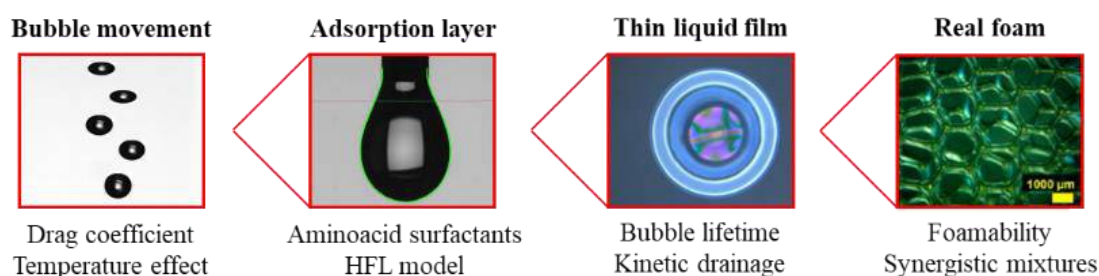 Bubble movement
Adsorption layer
Thin liquid film
Real foam
1000 μm
Drag coefficient
Temperature effect
Aminoacid surfactants
HFL model
Bubble lifetime
Kinetic drainage
Foamability
Synergistic mixtures